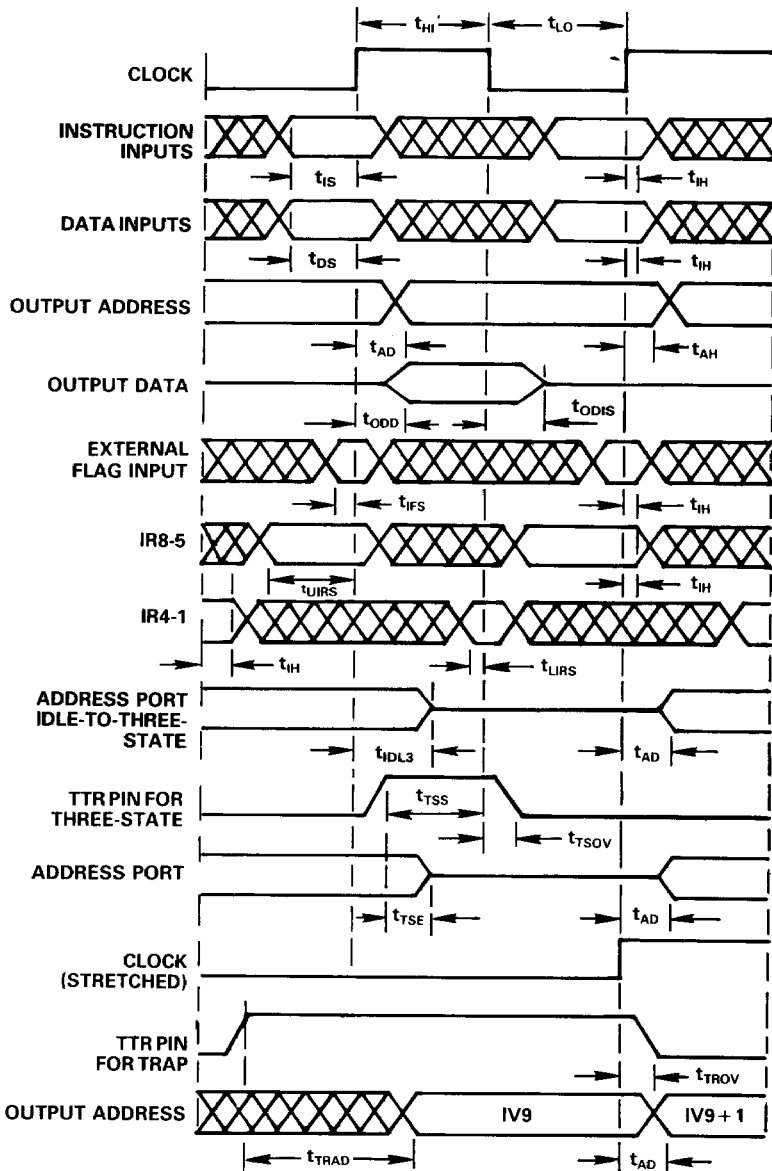 tHI tLO
CLOCK
INSTRUCTION
INPUTS
tIS tIH
DATA INPUTS
tDS tIH
OUTPUT ADDRESS
tAD tAH
OUTPUT DATA
tODD tODIS
EXTERNAL
FLAG INPUT
tIFS tIH
IR8-5
tUIRS tIH
IR4-1
tIH tLIRS
ADDRESS PORT
IDLE-TO-THREE-
STATE
tIDL3 tAD
TTR PIN FOR
THREE-STATE
tTSS
tTSOV
ADDRESS PORT
tTSE tAD
CLOCK
(STRETCHED)
TTR PIN
FOR TRAP
tTROV
OUTPUT ADDRESS IV9 IV9 + 1
tTRAD tAD